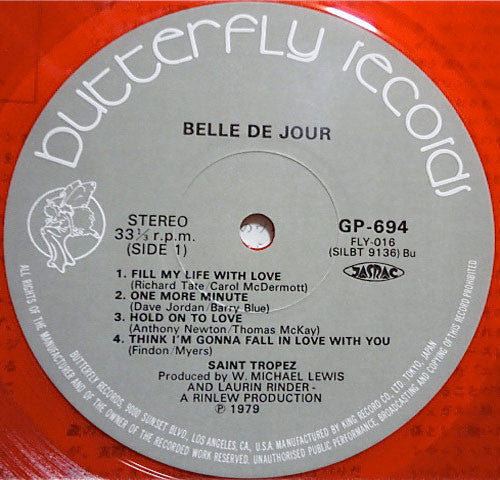 butterfly records
BELLE DE JOUR
STEREO
33 ⅓ r.p.m.
(SIDE 1)
GP-694
FLY-016
(SILBT 9136) Bu
JASRAC
1. FILL MY LIFE WITH LOVE
(Richard Tate/Carol McDermott)
2. ONE MORE MINUTE
(Dave Jordan/Barry Blue)
3. HOLD ON TO LOVE
(Anthony Newton/Thomas McKay)
4. THINK I'M GONNA FALL IN LOVE WITH YOU
(Findon/Myers)
SAINT TROPEZ
Produced by W. MICHAEL LEWIS
AND LAURIN RINDER -
A RINLEW PRODUCTION
℗ 1979
BUTTERFLY RECORDS, 9000 SUNSET BLVD., LOS ANGELES, CA., U.S.A. MANUFACTURED BY KING RECORD CO., LTD. TOKYO, JAPAN
ALL RIGHTS OF THE MANUFACTURER AND OF THE OWNER OF THE RECORDED WORK RESERVED. UNAUTHORISED PUBLIC PERFORMANCE, BROADCASTING AND COPYING OF THIS RECORD PROHIBITED